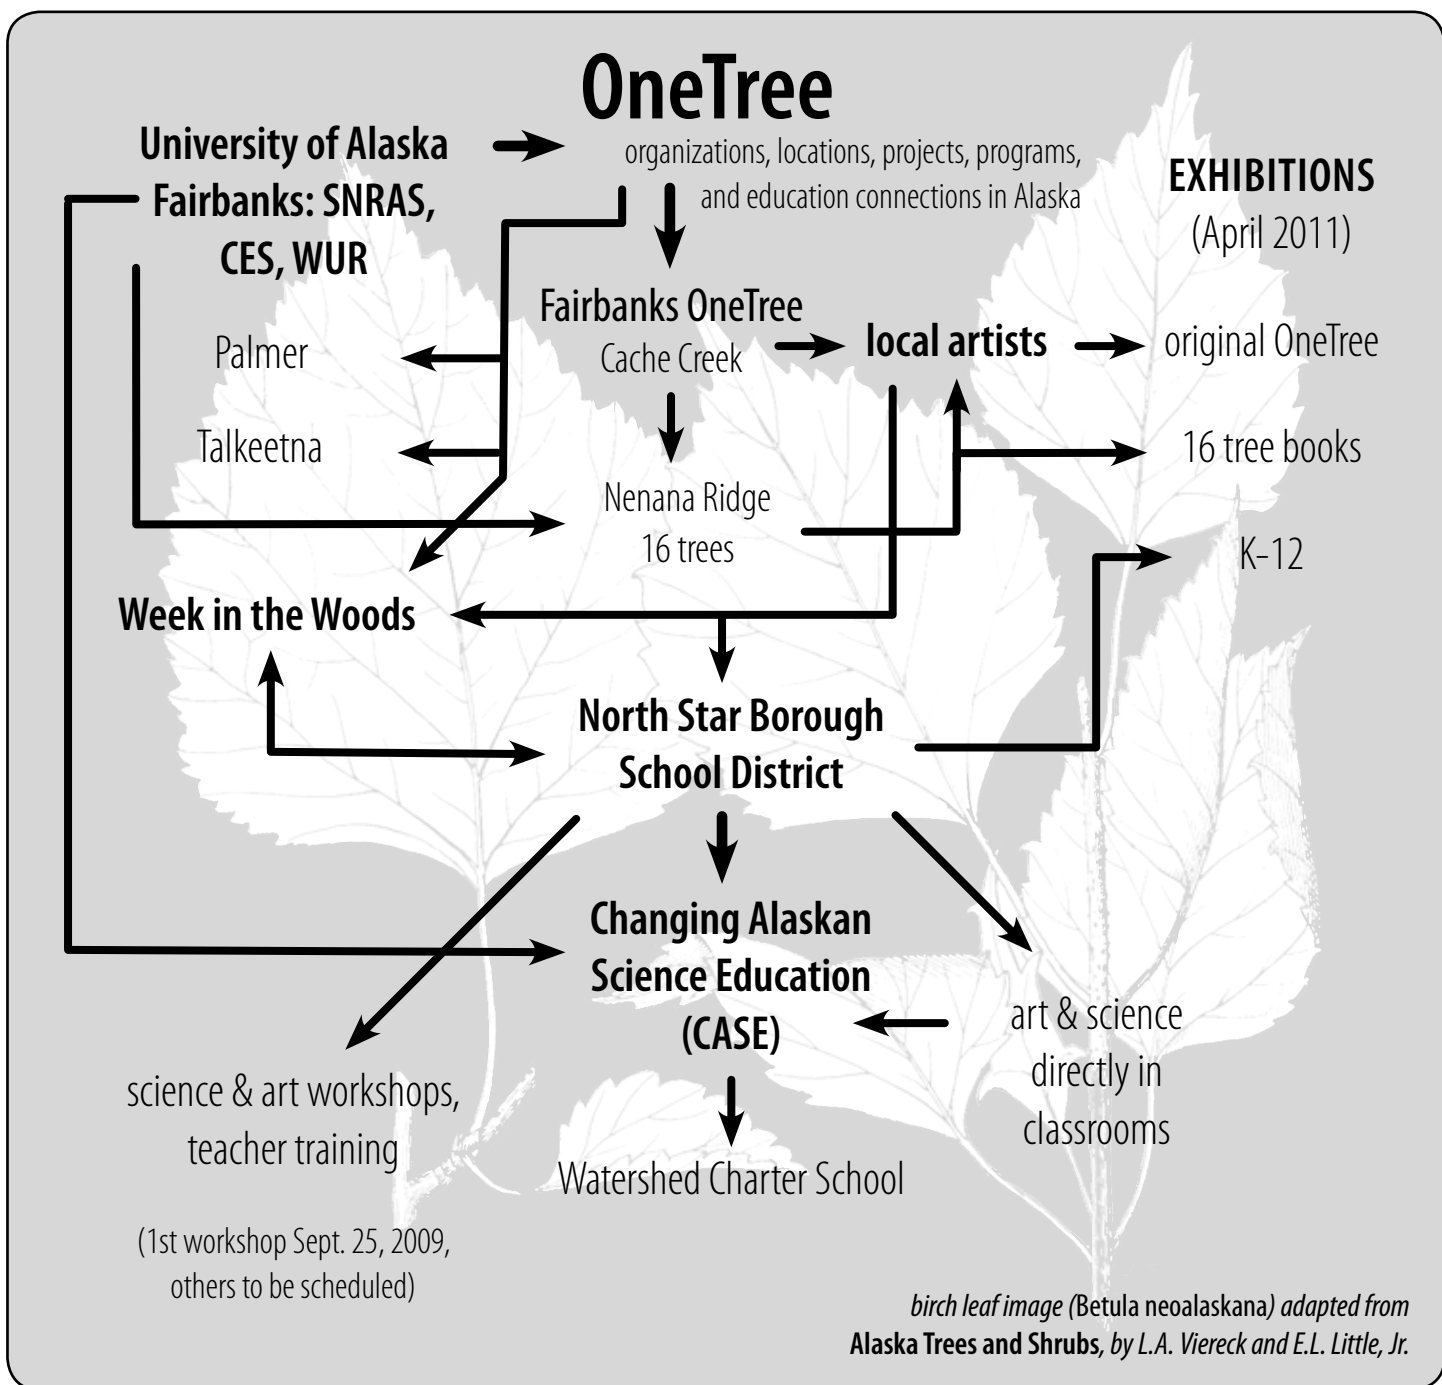 OneTree
organizations, locations, projects, programs,
and education connections in Alaska
University of Alaska
Fairbanks: SNRAS,
CES, WUR
EXHIBITIONS
(April 2011)
Fairbanks OneTree
Cache Creek
local artists
original OneTree
Palmer
Talkeetna
16 tree books
Nenana Ridge
16 trees
K–12
Week in the Woods
North Star Borough
School District
Changing Alaskan
Science Education
(CASE)
art & science
directly in
classrooms
science & art workshops,
teacher training
Watershed Charter School
(1st workshop Sept. 25, 2009,
others to be scheduled)
birch leaf image (Betula neoalaskana) adapted from
Alaska Trees and Shrubs, by L.A. Viereck and E.L. Little, Jr.